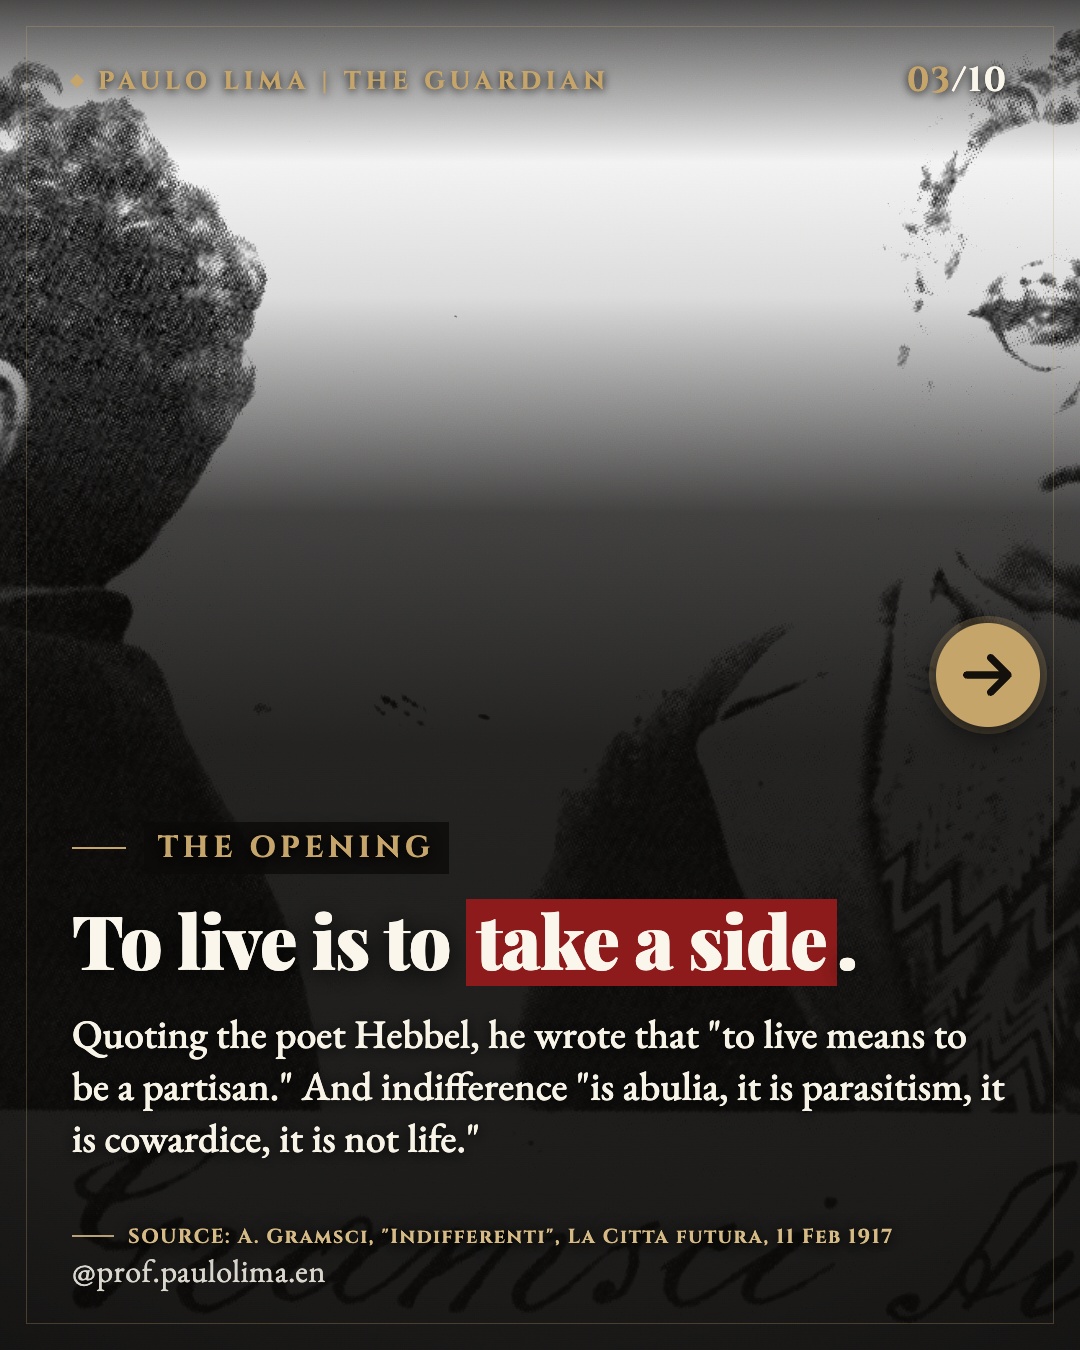 PAULO LIMA | THE GUARDIAN
03/10
THE OPENING
To live is to take a side.
Quoting the poet Hebbel, he wrote that "to live means to
be a partisan." And indifference "is abulia, it is parasitism, it
is cowardice, it is not life."
SOURCE: A. Gramsci, "Indifferenti", La Citta futura, 11 Feb 1917
@prof.paulolima.en
Gramsci